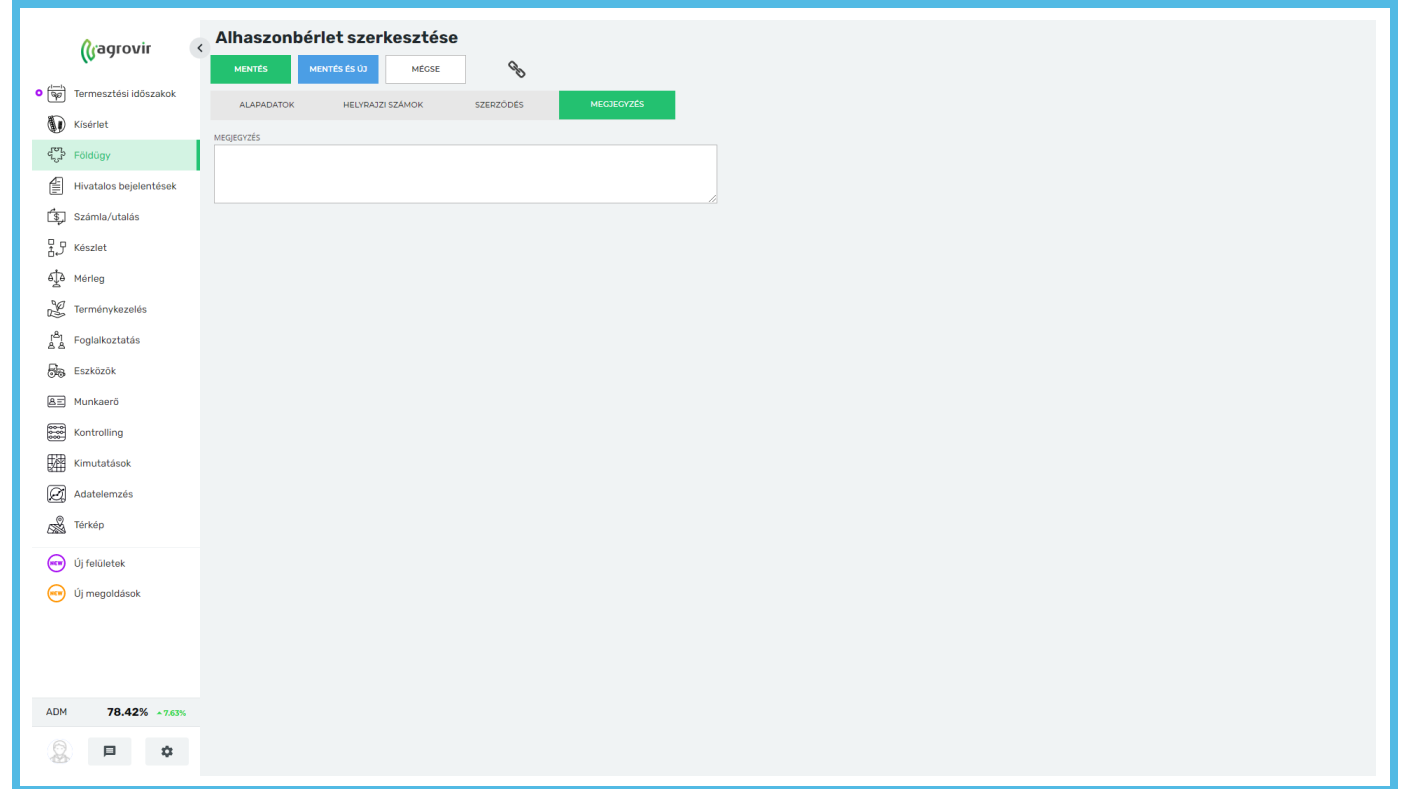 agrovir
Termesztési időszakok
Kísérlet
Földügy
Hivatalos bejelentések
Számla/utalás
Készlet
Mérleg
Terménykezelés
Foglalkoztatás
Eszközök
Munkaerő
Kontrolling
Kimutatások
Adatelemzés
Térkép
NEW Új felületek
NEW Új megoldások
ADM 78.42% 7.63%
Alhaszonbérlet szerkesztése
MENTÉS MENTÉS ÉS ÚJ MÉGSE
ALAPADATOK HELYRAJZI SZÁMOK SZERZŐDÉS MEGJEGYZÉS
MEGJEGYZÉS